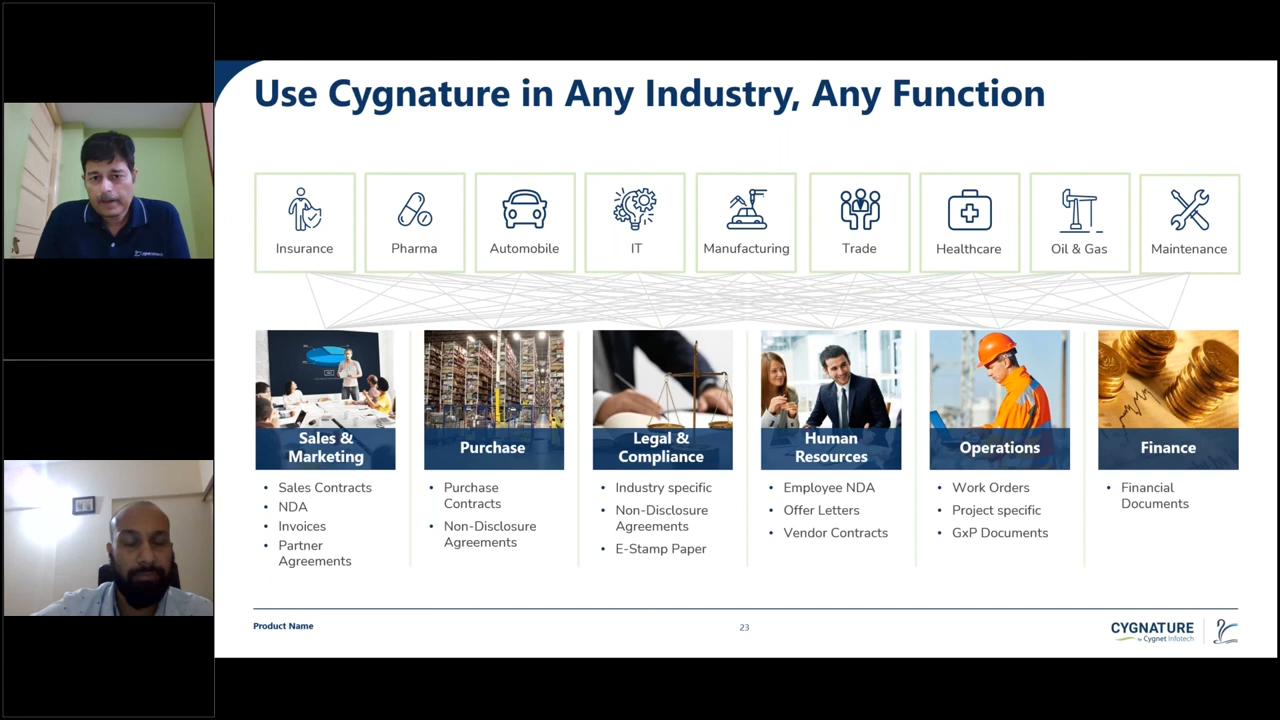 Use Cygnature in Any Industry, Any Function
Insurance
Pharma
Automobile
IT
Manufacturing
Trade
Healthcare
Oil & Gas
Maintenance
Sales &
Marketing
• Sales Contracts
• NDA
• Invoices
• Partner
Agreements
Purchase
• Purchase
Contracts
• Non-Disclosure
Agreements
Legal &
Compliance
• Industry specific
• Non-Disclosure
Agreements
• E-Stamp Paper
Human
Resources
• Employee NDA
• Offer Letters
• Vendor Contracts
Operations
• Work Orders
• Project specific
• GxP Documents
Finance
• Financial
Documents
Product Name
23
CYGNATURE
by Cygnet Infotech